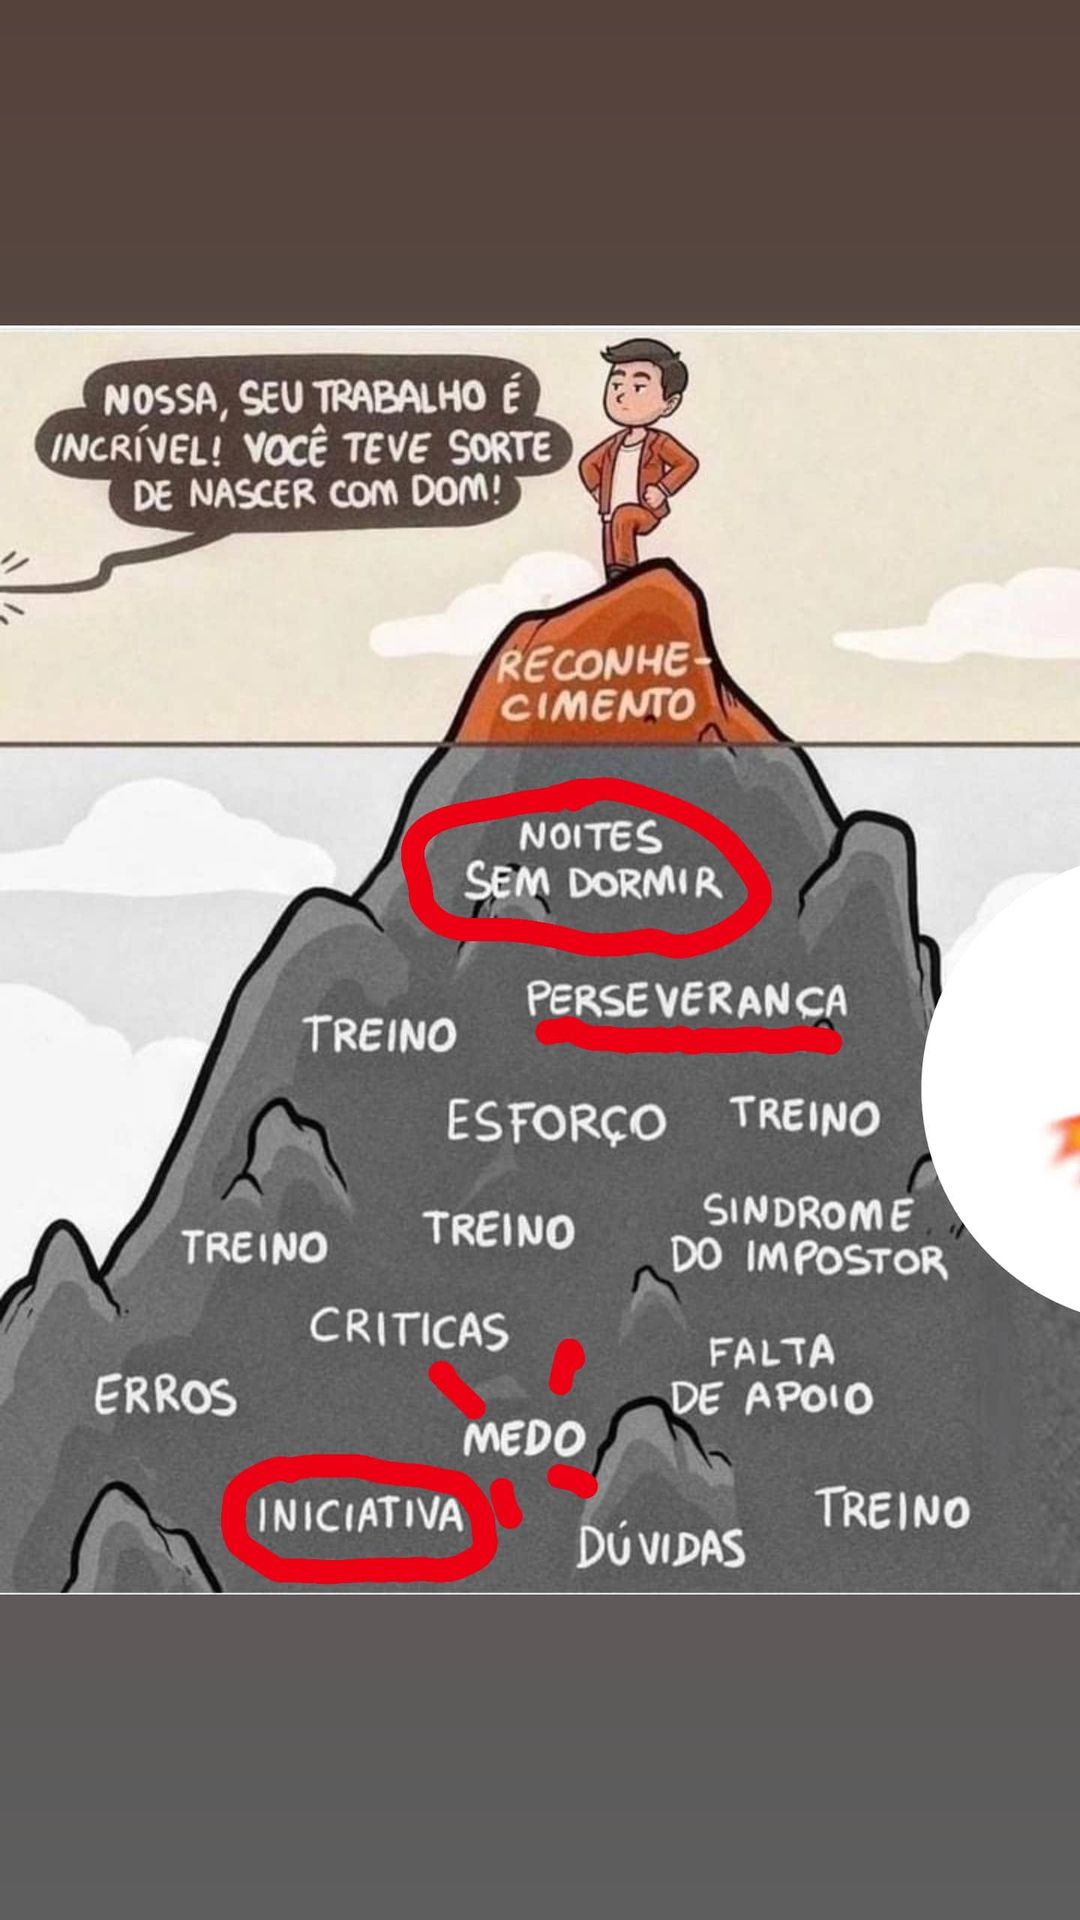 NOSSA, SEU TRABALHO É
INCRÍVEL! VOCÊ TEVE SORTE
DE NASCER COM DOM!
RECONHE-
CIMENTO
NOITES
SEM DORMIR
PERSEVERANÇA
TREINO
ESFORÇO
TREINO
SINDROME
DO IMPOSTOR
TREINO
TREINO
CRITICAS
FALTA
DE APOIO
ERROS
MEDO
INICIATIVA
TREINO
DÚVIDAS